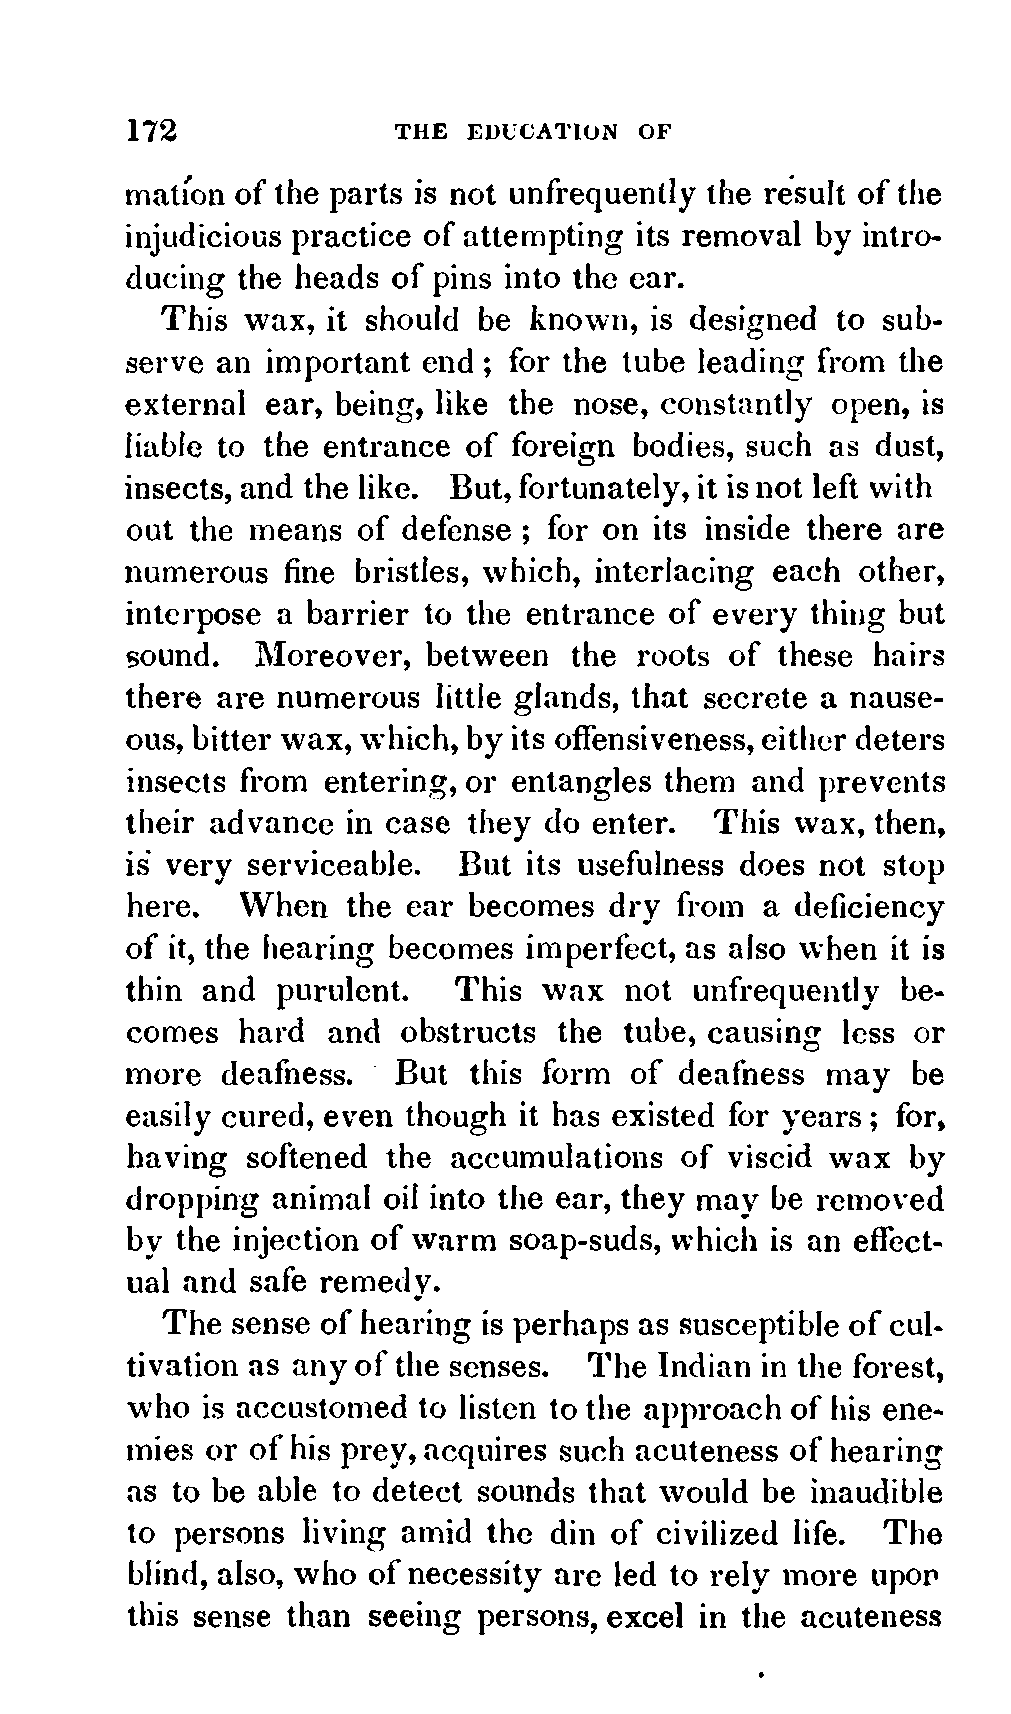 172 THE EDUCATION OF
mation of the parts is not unfrequently the result of the
injudicious practice of attempting its removal by intro-
ducing the heads of pins into the ear.
This wax, it should be known, is designed to sub-
serve an important end ; for the tube leading from the
external ear, being, like the nose, constantly open, is
liable to the entrance of foreign bodies, such as dust,
insects, and the like. But, fortunately, it is not left with
out the means of defense ; for on its inside there are
numerous fine bristles, which, interlacing each other,
interpose a barrier to the entrance of every thing but
sound. Moreover, between the roots of these hairs
there are numerous little glands, that secrete a nause-
ous, bitter wax, which, by its offensiveness, either deters
insects from entering, or entangles them and prevents
their advance in case they do enter. This wax, then,
is very serviceable. But its usefulness does not stop
here. When the ear becomes dry from a deficiency
of it, the hearing becomes imperfect, as also when it is
thin and purulent. This wax not unfrequently be-
comes hard and obstructs the tube, causing less or
more deafness. But this form of deafness may be
easily cured, even though it has existed for years ; for,
having softened the accumulations of viscid wax by
dropping animal oil into the ear, they may be removed
by the injection of warm soap-suds, which is an effect-
ual and safe remedy.
The sense of hearing is perhaps as susceptible of cul-
tivation as any of the senses. The Indian in the forest,
who is accustomed to listen to the approach of his ene-
mies or of his prey, acquires such acuteness of hearing
as to be able to detect sounds that would be inaudible
to persons living amid the din of civilized life. The
blind, also, who of necessity are led to rely more upon
this sense than seeing persons, excel in the acuteness